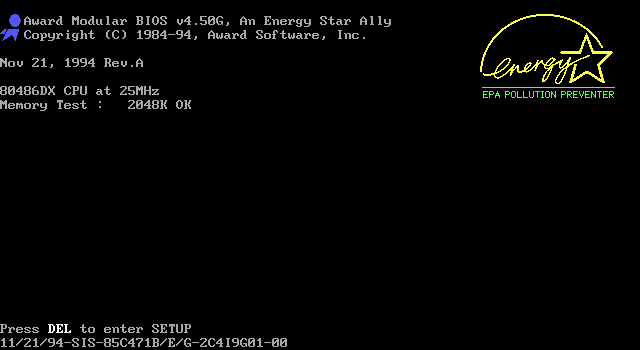 Award Modular BIOS v4.50G, An Energy Star Ally
Copyright (C) 1984-94, Award Software, Inc.
Nov 21, 1994 Rev.A
80486DX CPU at 25MHz
Memory Test :   2048K OK
energy
EPA POLLUTION PREVENTER
Press DEL to enter SETUP
11/21/94-SIS-85C471B/E/G-2C4I9G01-00